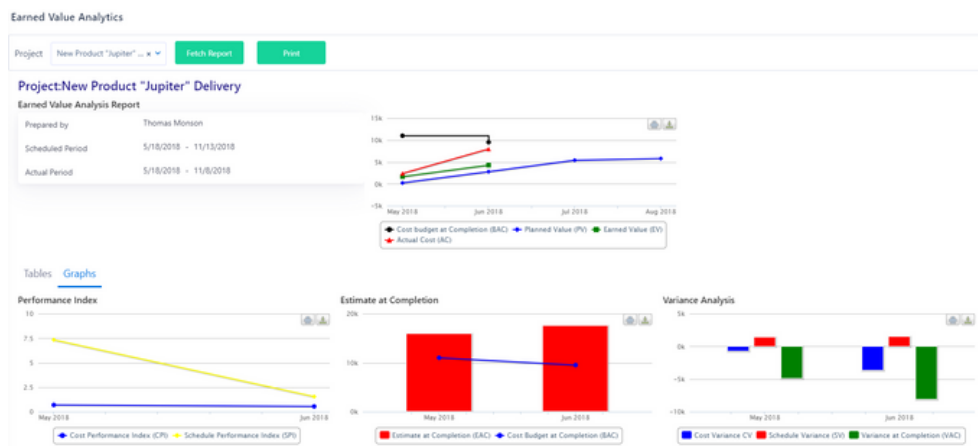 Earned Value Analytics
Project New Product "Jupiter" ... × Fetch Report Print
Project:New Product "Jupiter" Delivery
Earned Value Analysis Report
Prepared by Thomas Monson
Scheduled Period 5/18/2018 - 11/13/2018
Actual Period 5/18/2018 - 11/8/2018
15k
10k
5k
0k
-5k
May 2018 Jun 2018 Jul 2018 Aug 2018
Cost budget at Completion (BAC) Planned Value (PV) Earned Value (EV)
Actual Cost (AC)
Tables Graphs
Performance Index
10
7.5
5
2.5
0
May 2018 Jun 2018
Cost Performance Index (CPI) Schedule Performance Index (SPI)
Estimate at Completion
20k
10k
0k
May 2018 Jun 2018
Estimate at Completion (EAC) Cost Budget at Completion (BAC)
Variance Analysis
5k
0k
-5k
-10k
May 2018 Jun 2018
Cost Variance CV Schedule Variance (SV) Variance at Completion (VAC)